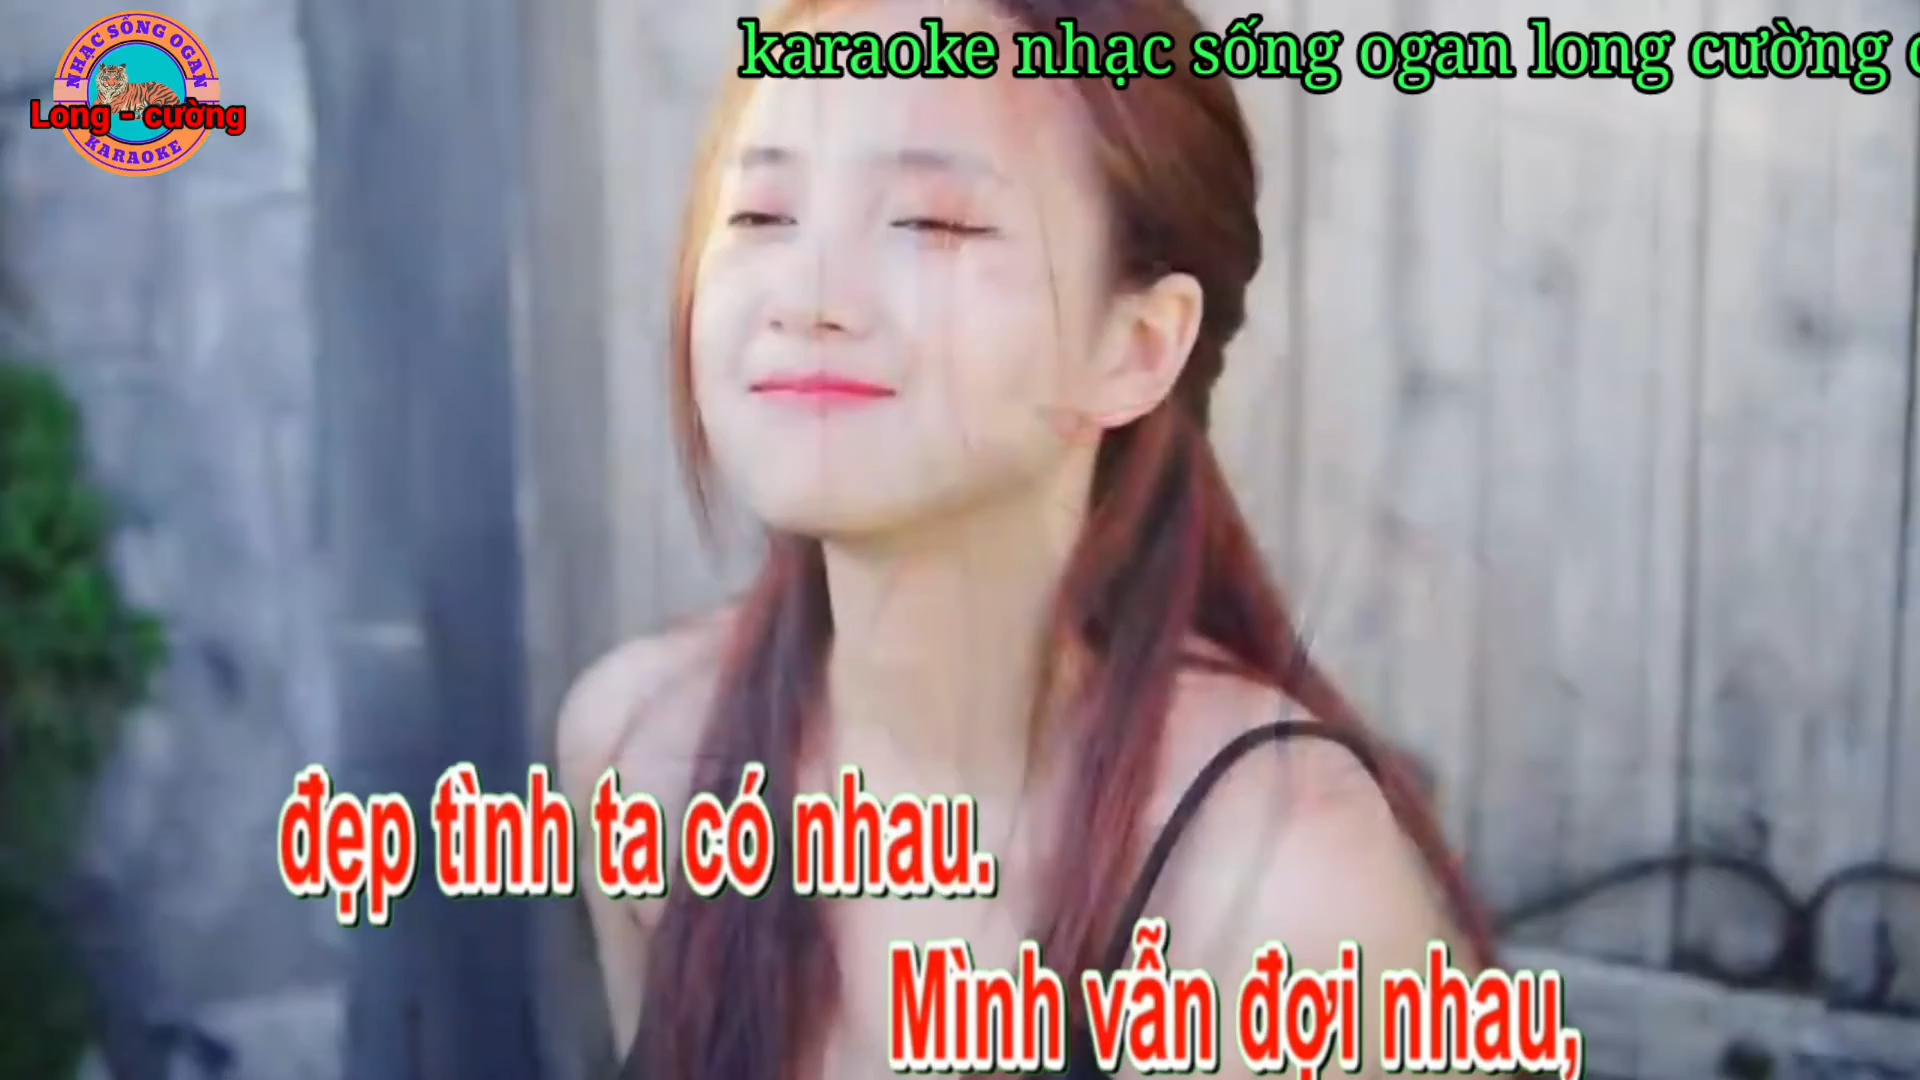 NHẠC SỐNG OGAN
Long - cường
KARAOKE
karaoke nhạc sống ogan long cường
đẹp tình ta có nhau.
Mình vẫn đợi nhau,